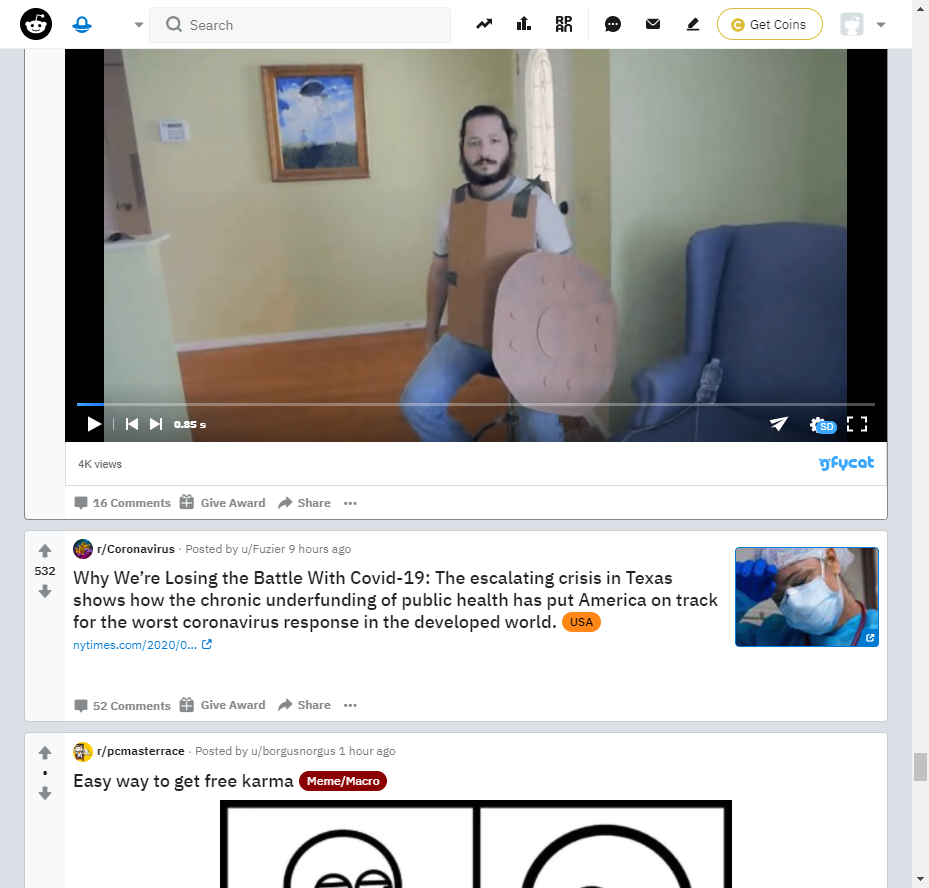 Search
RP
AN
C Get Coins
0.85 s
SD
4K views
gfycat
16 Comments Give Award Share
r/Coronavirus · Posted by u/Fuzier 9 hours ago
532
Why We’re Losing the Battle With Covid-19: The escalating crisis in Texas
shows how the chronic underfunding of public health has put America on track
for the worst coronavirus response in the developed world. USA
nytimes.com/2020/0...
52 Comments Give Award Share
r/pcmasterrace · Posted by u/borgusnorgus 1 hour ago
•
Easy way to get free karma Meme/Macro